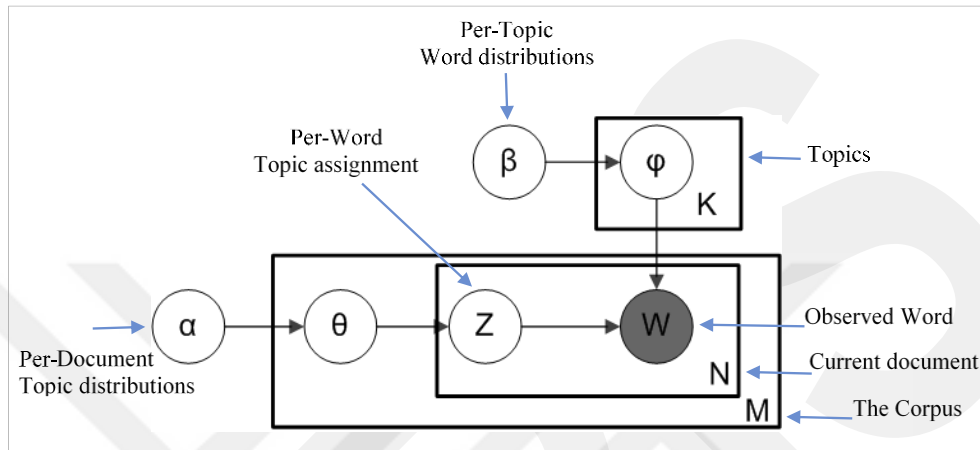 Per-Topic
Word distributions
Per-Word
Topic assignment
β
φ
K
Topics
α
θ
Z
W
N
M
Observed Word
Current document
The Corpus
Per-Document
Topic distributions